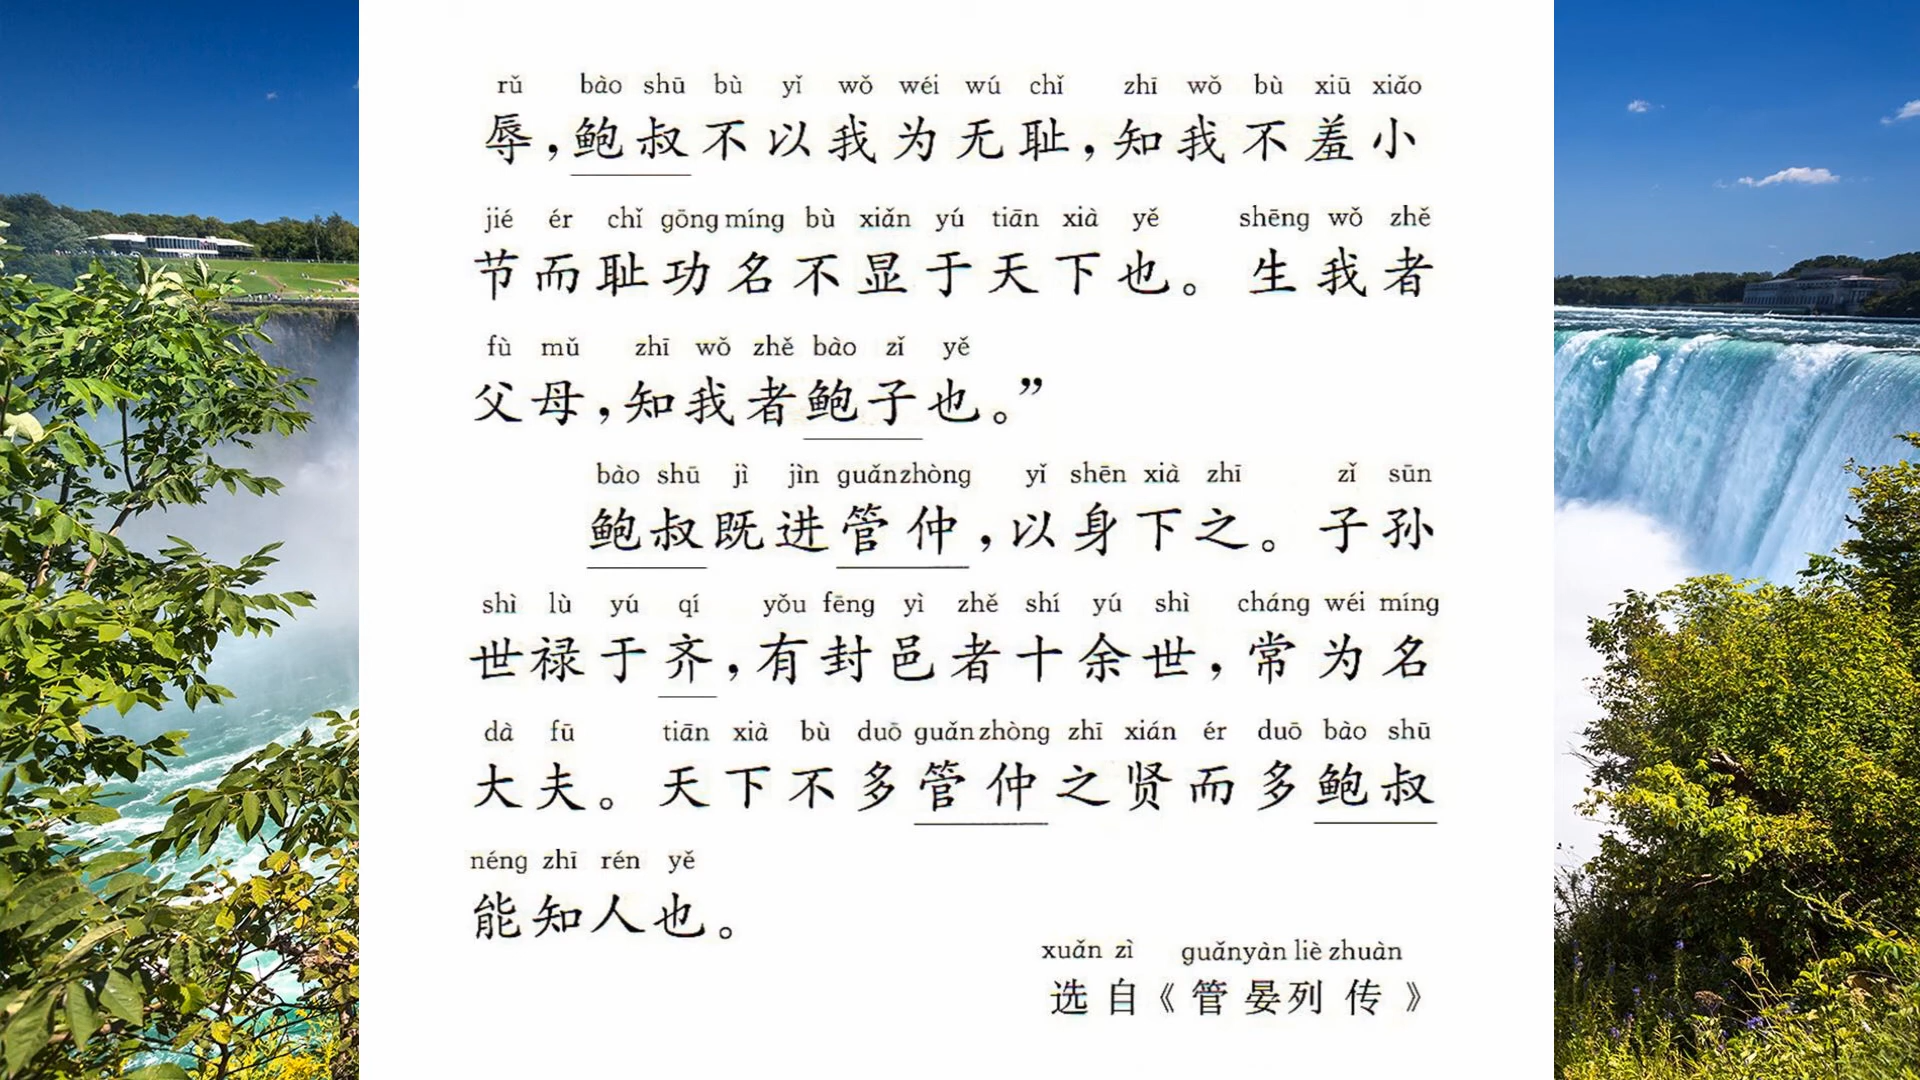 rǔ bào shū bù yǐ wǒ wéi wú chǐ zhī wǒ bù xiū xiǎo
辱，鲍叔不以我为无耻，知我不羞小
jié ér chǐ gōng míng bù xiǎn yú tiān xià yě shēng wǒ zhě
节而耻功名不显于天下也。生我者
fù mǔ zhī wǒ zhě bào zǐ yě
父母，知我者鲍子也。”
bào shū jì jìn guǎnzhòng yǐ shēn xià zhī zǐ sūn
鲍叔既进管仲，以身下之。子孙
shì lù yú qí yǒu fēng yì zhě shí yú shì cháng wéi míng
世禄于齐，有封邑者十余世，常为名
dà fū tiān xià bù duō guǎnzhòng zhī xián ér duō bào shū
大夫。天下不多管仲之贤而多鲍叔
néng zhī rén yě
能知人也。
xuǎn zì guǎnyàn liè zhuàn
选自《管晏列传》